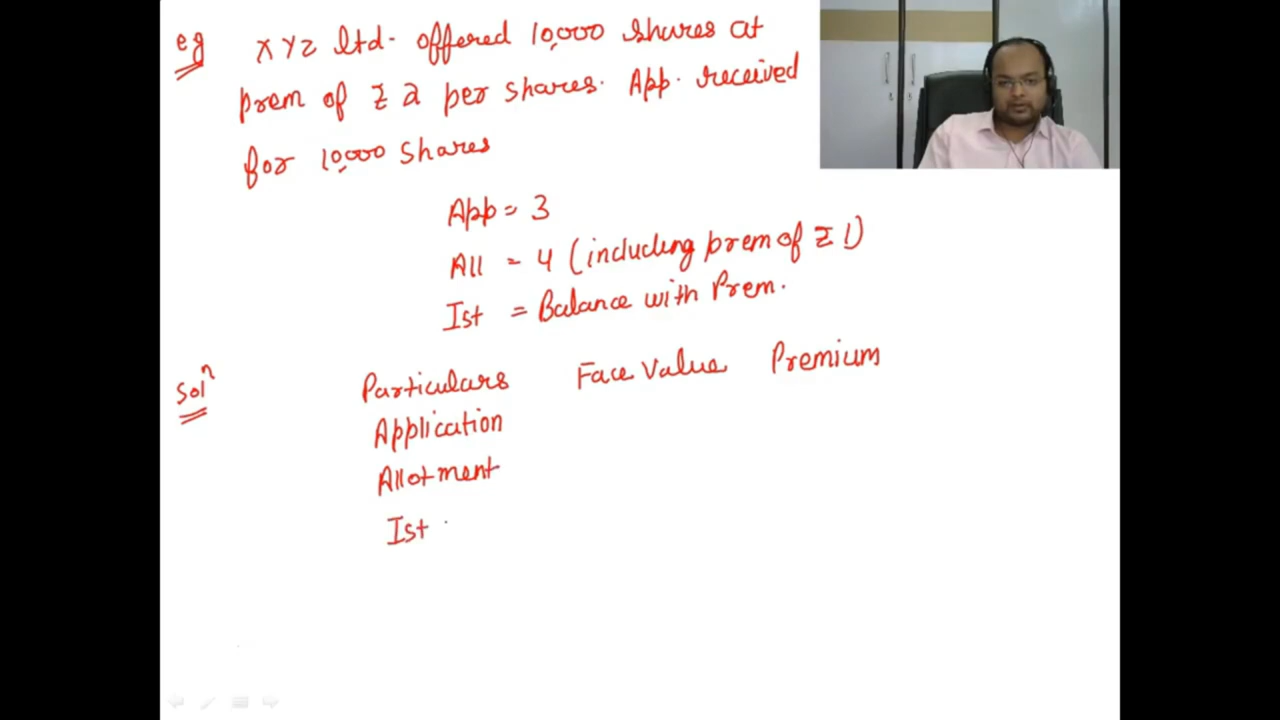 eg XYZ ltd. offered 10,000 shares at
prem of ₹ 2 per shares. App. received
for 10,000 shares
App = 3
All = 4 (including prem of ₹ 1)
Ist = Balance with Prem.
Solⁿ Particulars Face Value Premium
Application
Allotment
Ist